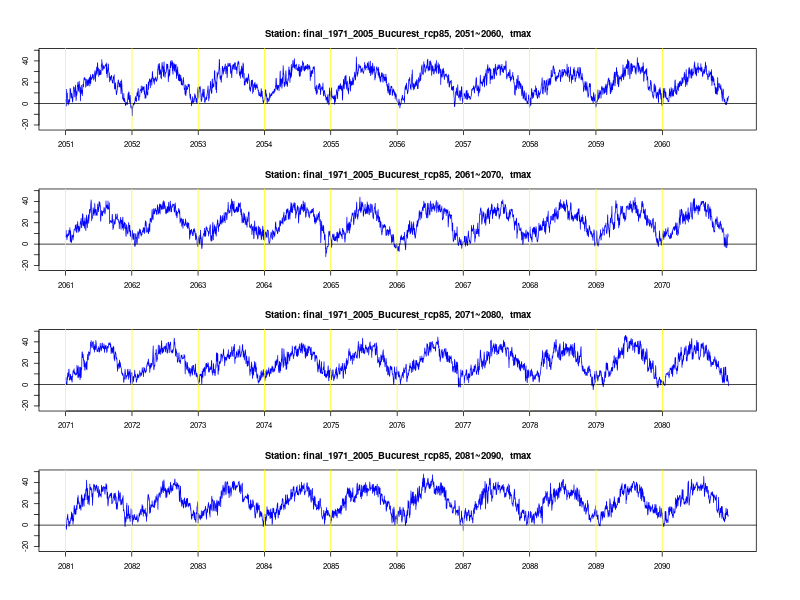 Station: final_1971_2005_Bucurest_rcp85, 2051~2060, tmax
-20 0 20 40
2051 2052 2053 2054 2055 2056 2057 2058 2059 2060
Station: final_1971_2005_Bucurest_rcp85, 2061~2070, tmax
-20 0 20 40
2061 2062 2063 2064 2065 2066 2067 2068 2069 2070
Station: final_1971_2005_Bucurest_rcp85, 2071~2080, tmax
-20 0 20 40
2071 2072 2073 2074 2075 2076 2077 2078 2079 2080
Station: final_1971_2005_Bucurest_rcp85, 2081~2090, tmax
-20 0 20 40
2081 2082 2083 2084 2085 2086 2087 2088 2089 2090